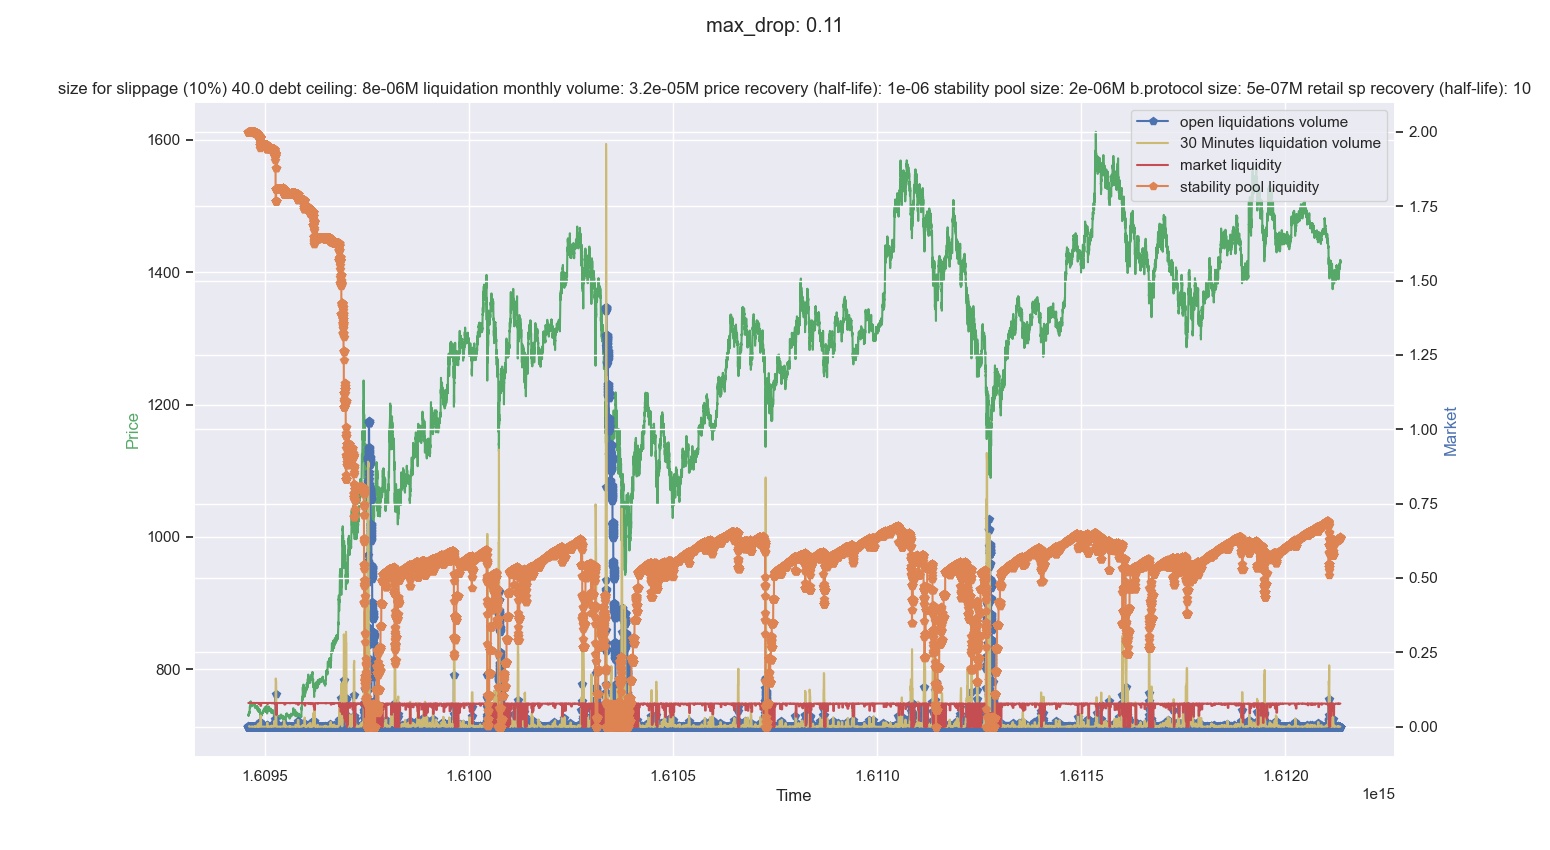 max_drop: 0.11
size for slippage (10%) 40.0 debt ceiling: 8e-06M liquidation monthly volume: 3.2e-05M price recovery (half-life): 1e-06 stability pool size: 2e-06M b.protocol size: 5e-07M retail sp recovery (half-life): 10
open liquidations volume
30 Minutes liquidation volume
market liquidity
stability pool liquidity
1600
1400
1200
1000
800
Price
2.00
1.75
1.50
1.25
1.00
0.75
0.50
0.25
0.00
Market
1.6095 1.6100 1.6105 1.6110 1.6115 1.6120
Time
1e15